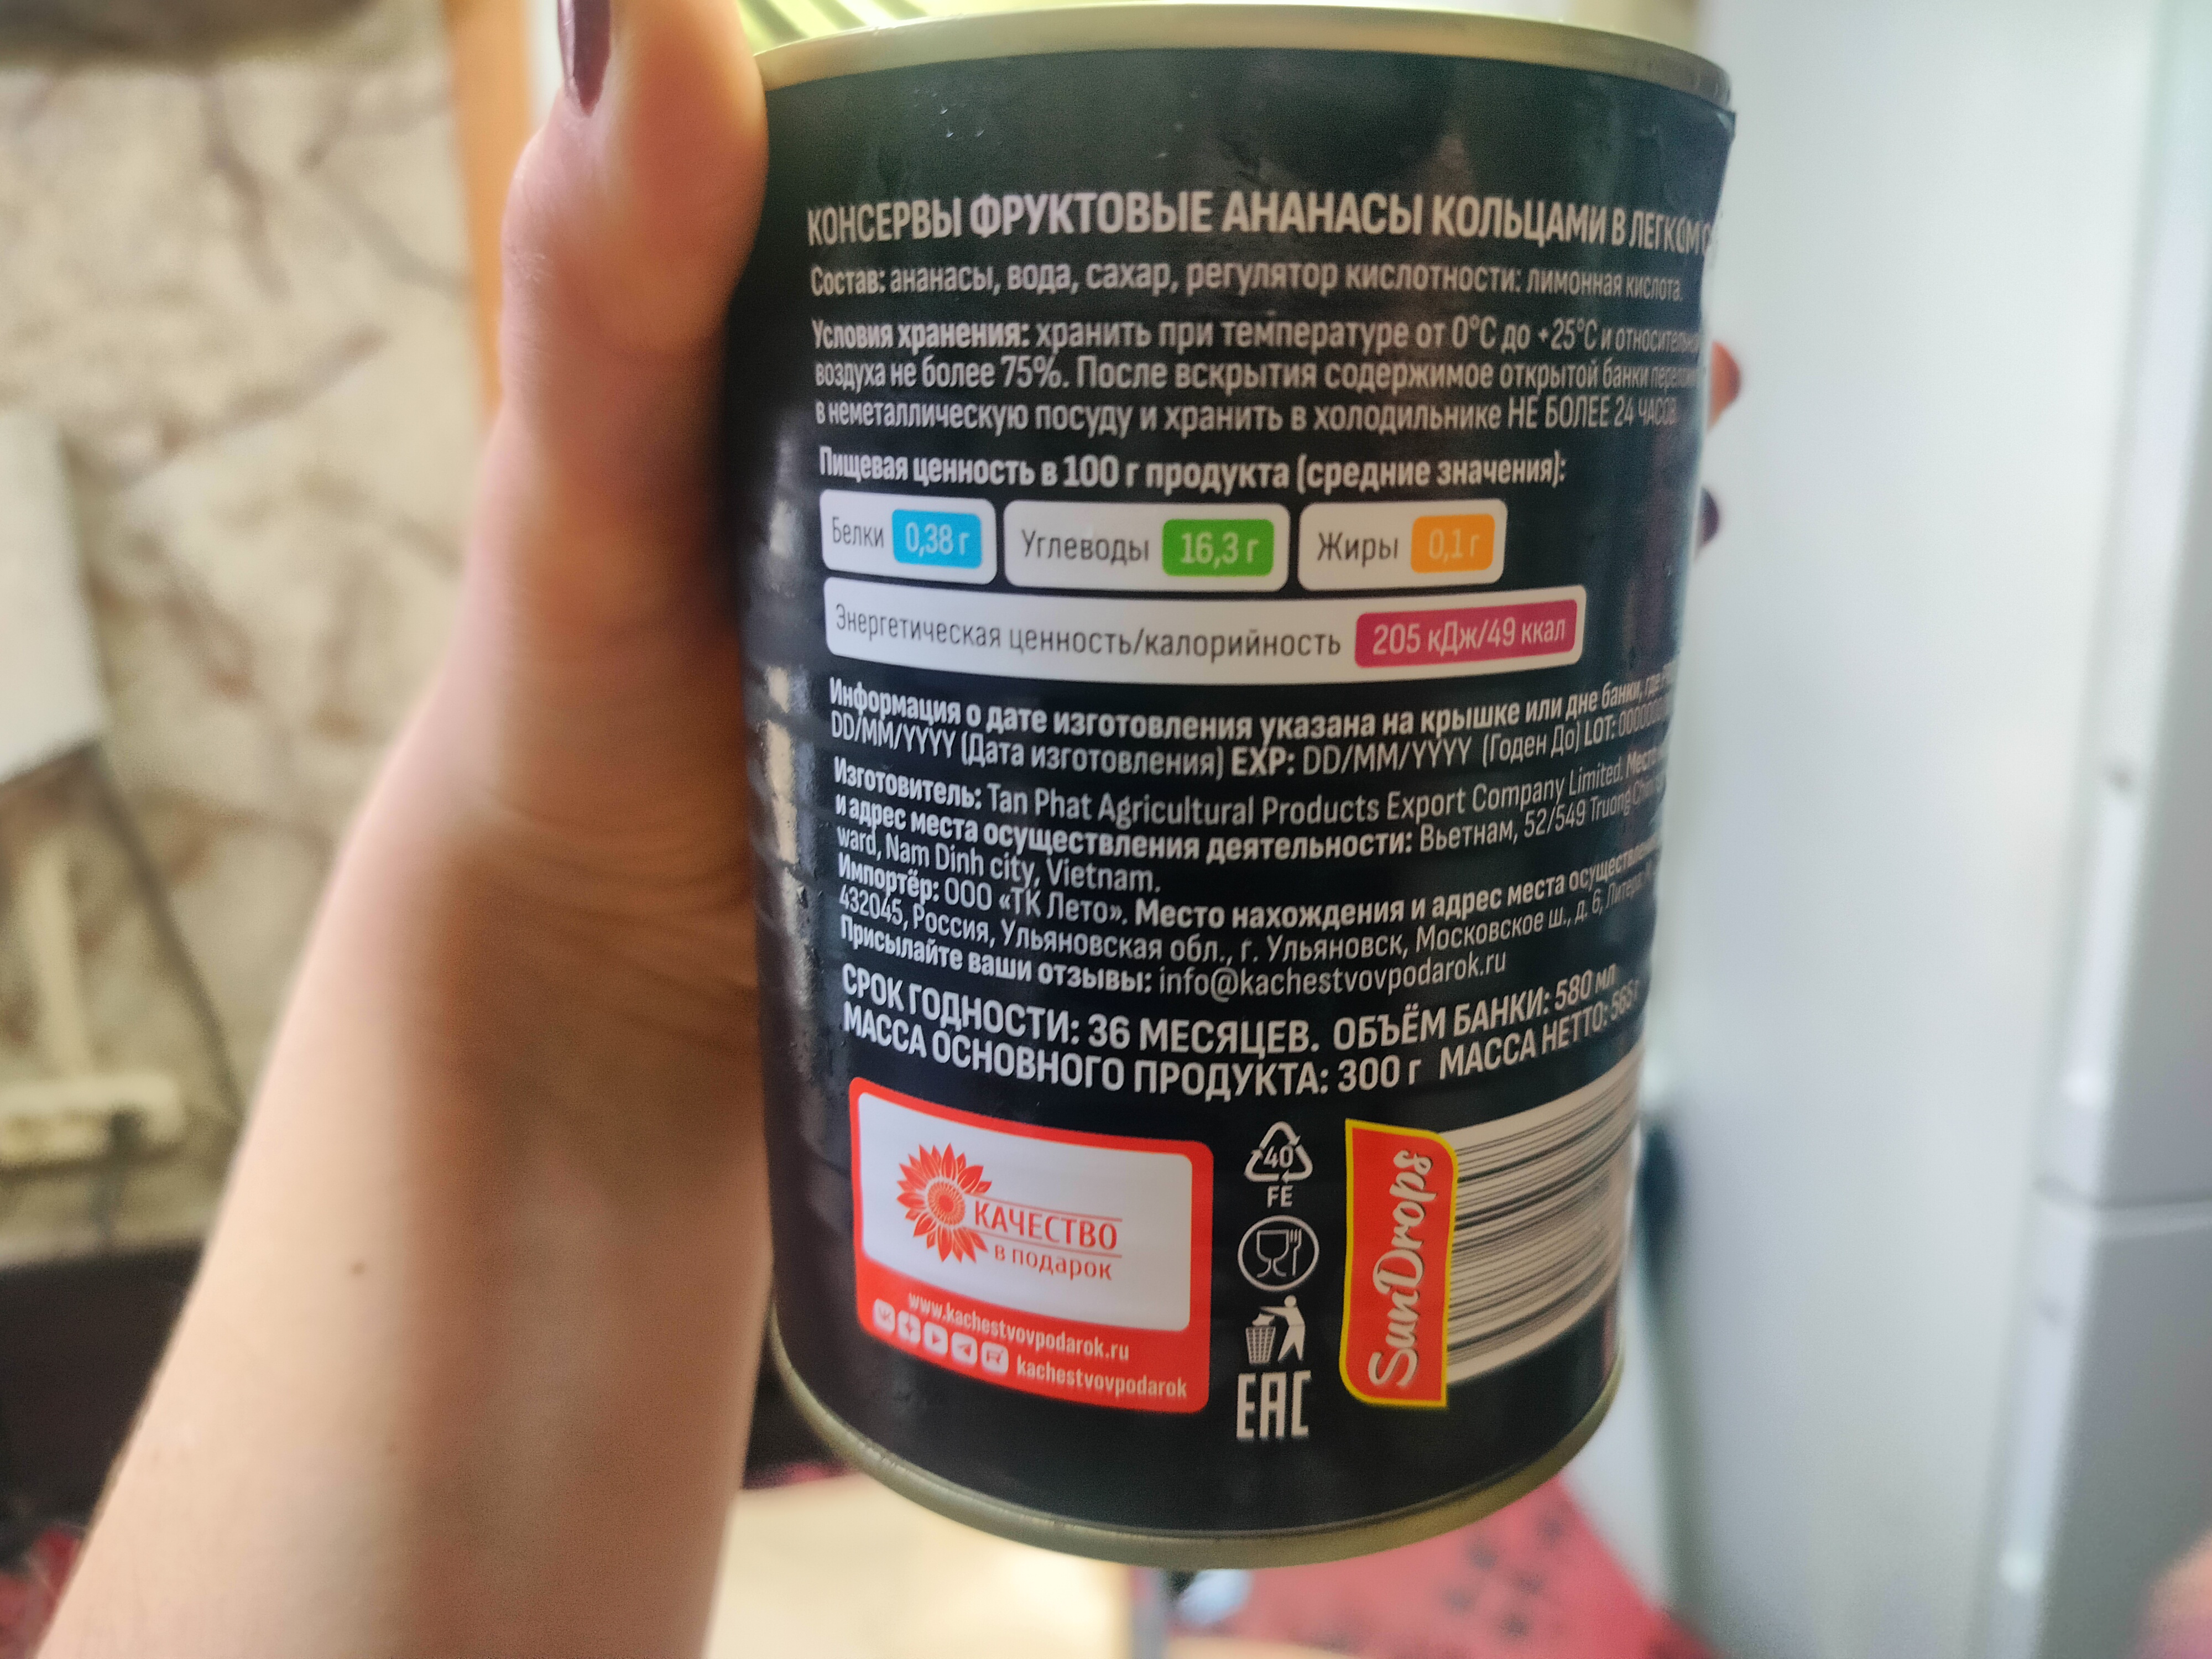 КОНСЕРВЫ ФРУКТОВЫЕ АНАНАСЫ КОЛЬЦАМИ В ЛЕГКОМ
Состав: ананасы, вода, сахар, регулятор кислотности: лимонная кислота.
Условия хранения: хранить при температуре от 0°C до +25°C и
воздуха не более 75%. После вскрытия содержимое открытой банки
в неметаллическую посуду и хранить в холодильнике НЕ БОЛЕЕ 24 ЧАСОВ.
Пищевая ценность в 100 г продукта (средние значения):
Белки 0,38 г Углеводы 16,3 г Жиры 0,1 г
Энергетическая ценность/калорийность 205 кДж/49 ккал
Информация о дате изготовления указана на крышке или дне банки, где
DD/MM/YYYY (Дата изготовления) EXP: DD/MM/YYYY (Годен До) LOT:
Изготовитель: Tan Phat Agricultural Products Export Company Limited.
и адрес места осуществления деятельности: Вьетнам, 52/549 Truong
ward, Nam Dinh city, Vietnam.
Импортёр: ООО «ТК Лето». Место нахождения и адрес места
432045, Россия, Ульяновская обл., г. Ульяновск, Московское ш., д. 6,
Присылайте ваши отзывы: info@kachestvovpodarok.ru
СРОК ГОДНОСТИ: 36 МЕСЯЦЕВ. ОБЪЁМ БАНКИ: 580 мл
МАССА ОСНОВНОГО ПРОДУКТА: 300 г МАССА НЕТТО: 565 г
КАЧЕСТВО
в подарок
www.kachestvovpodarok.ru
kachestvovpodarok
40
FE
EAC
SunDrops